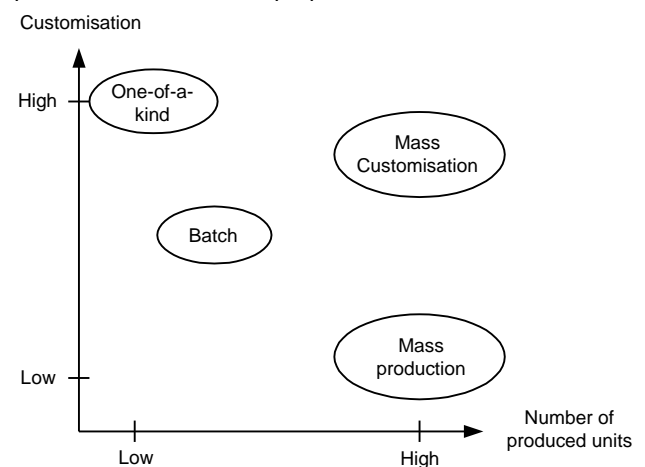 Customisation
High
One-of-a-
kind
Mass
Customisation
Batch
Mass
production
Low
Number of
produced units
Low
High